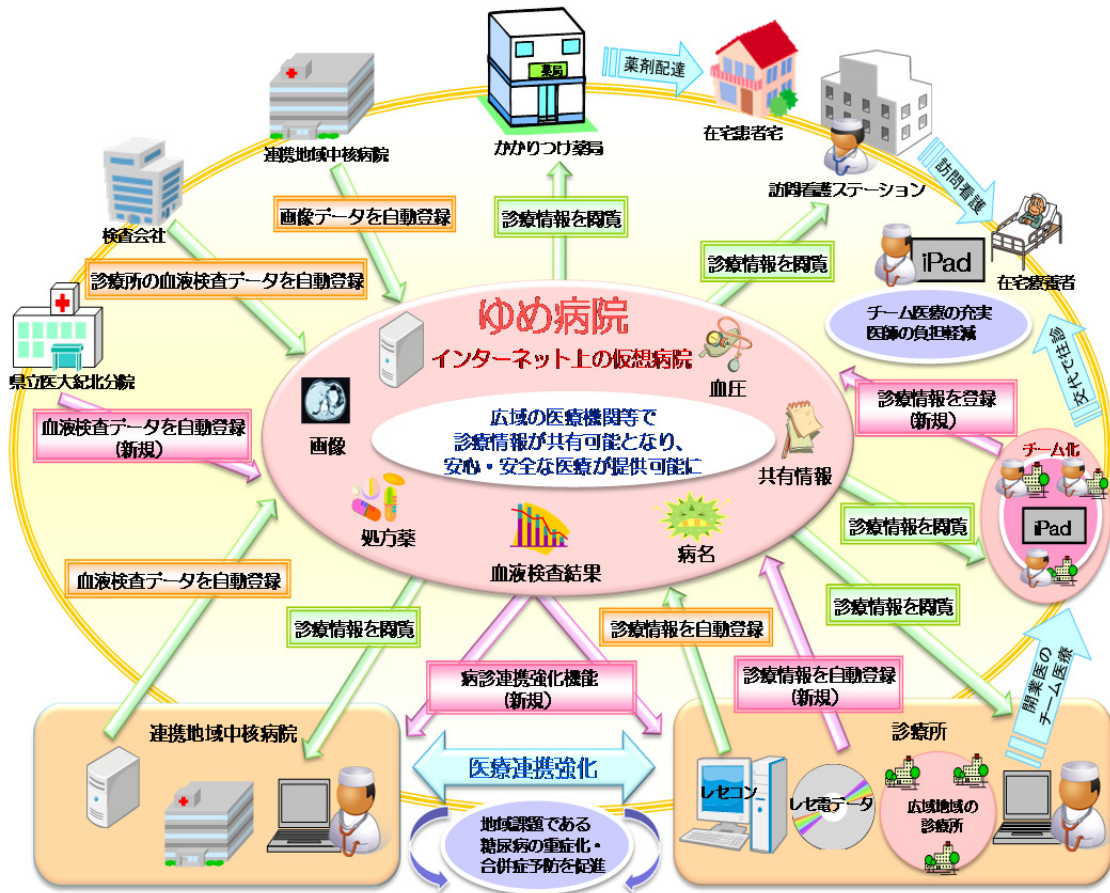 薬局
薬剤配達
在宅患者宅
連携地域中核病院
かかりつけ薬局
訪問看護ステーション
訪問看護
検査会社
画像データを自動登録
診療情報を閲覧
診療所の血液検査データを自動登録
診療情報を閲覧
iPad
在宅療養者
チーム医療の充実
医師の負担軽減
交代で往診
県立医大紀北分院
ゆめ病院
インターネット上の仮想病院
血圧
血液検査データを自動登録
(新規)
画像
広域の医療機関等で
診療情報が共有可能となり、
安心・安全な医療が提供可能に
共有情報
診療情報を登録
(新規)
チーム化
iPad
処方薬
血液検査結果
病名
診療情報を閲覧
血液検査データを自動登録
診療情報を閲覧
診療情報を自動登録
診療情報を閲覧
病診連携強化機能
(新規)
診療情報を自動登録
(新規)
開業医の
チーム医療
連携地域中核病院
医療連携強化
診療所
レセコン
レセ電データ
広域地域の
診療所
地域課題である
糖尿病の重症化・
合併症予防を促進